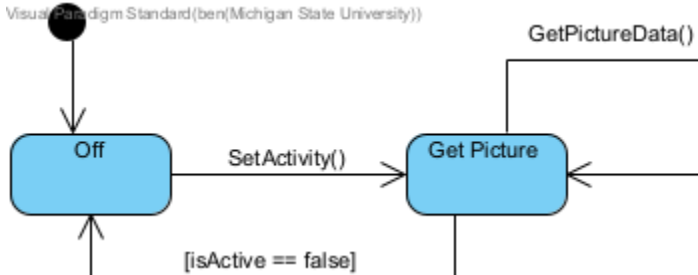 Visual Paradigm Standard(ben(Michigan State University))
GetPictureData()
Off
Get Picture
SetActivity()
[isActive == false]